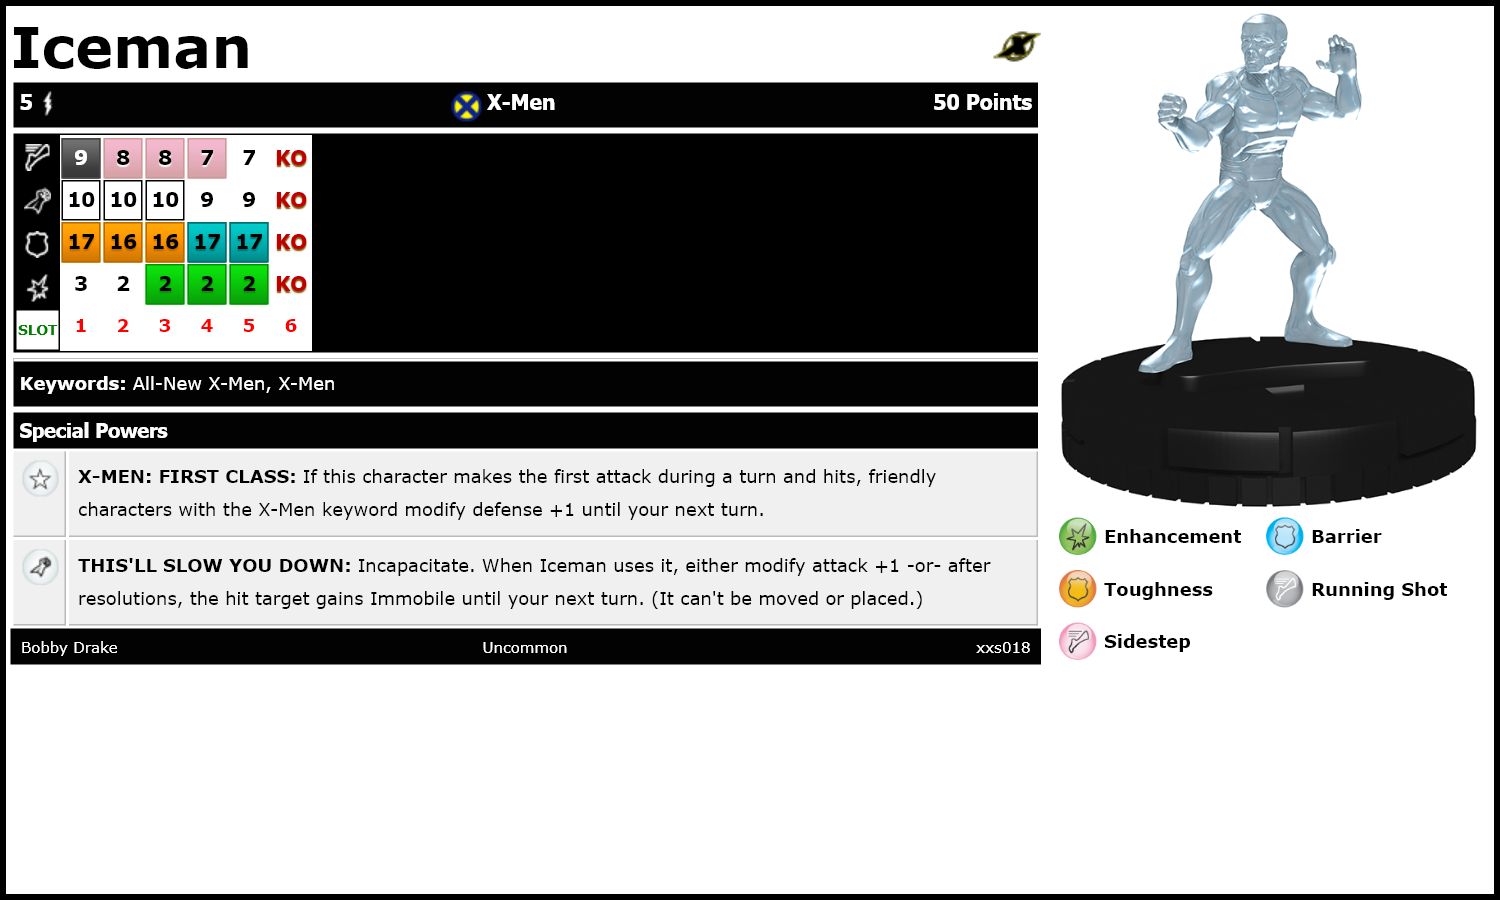 Iceman
5 X-Men 50 Points
9 8 8 7 7 KO
10 10 10 9 9 KO
17 16 16 17 17 KO
3 2 2 2 2 KO
SLOT 1 2 3 4 5 6
Keywords: All-New X-Men, X-Men
Special Powers
X-MEN: FIRST CLASS: If this character makes the first attack during a turn and hits, friendly
characters with the X-Men keyword modify defense +1 until your next turn.
THIS'LL SLOW YOU DOWN: Incapacitate. When Iceman uses it, either modify attack +1 -or- after
resolutions, the hit target gains Immobile until your next turn. (It can't be moved or placed.)
Bobby Drake Uncommon xxs018
Enhancement Barrier
Toughness Running Shot
Sidestep